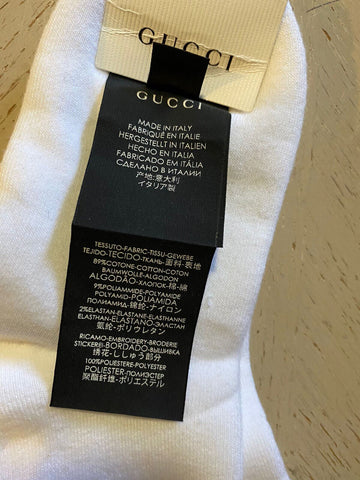 GUCCI
GUCCI
MADE IN ITALY
FABRIQUÉ EN ITALIE
HERGESTELLT IN ITALIEN
HECHO EN ITALIA
FABRICADO EM ITÁLIA
СДЕЛАНО В ИТАЛИИ
产地:意大利
イタリア製
TESSUTO-FABRIC-TISSU-GEWEBE
TEJIDO-TECIDO-ТКАНЬ-面料-表地
89%COTONE-COTTON-COTON
BAUMWOLLE-ALGODON
ALGODÃO-ХЛОПОК-棉-綿
9%POLIAMMIDE-POLYAMIDE
POLYAMID-POLIAMIDA
ПОЛИАМИД-锦纶-ナイロン
2%ELASTAN-ELASTANE-ELASTHANNE
ELASTHAN-ELASTANO-ЭЛАСТАН
氨纶-ポリウレタン
RICAMO-EMBROIDERY-BRODERIE
STICKEREI-BORDADO-ВЫШИВКА
绣花-ししゅう部分
100%POLIESTERE-POLYESTER
POLIESTER-ПОЛИЭСТЕР
聚酯纤维-ポリエステル